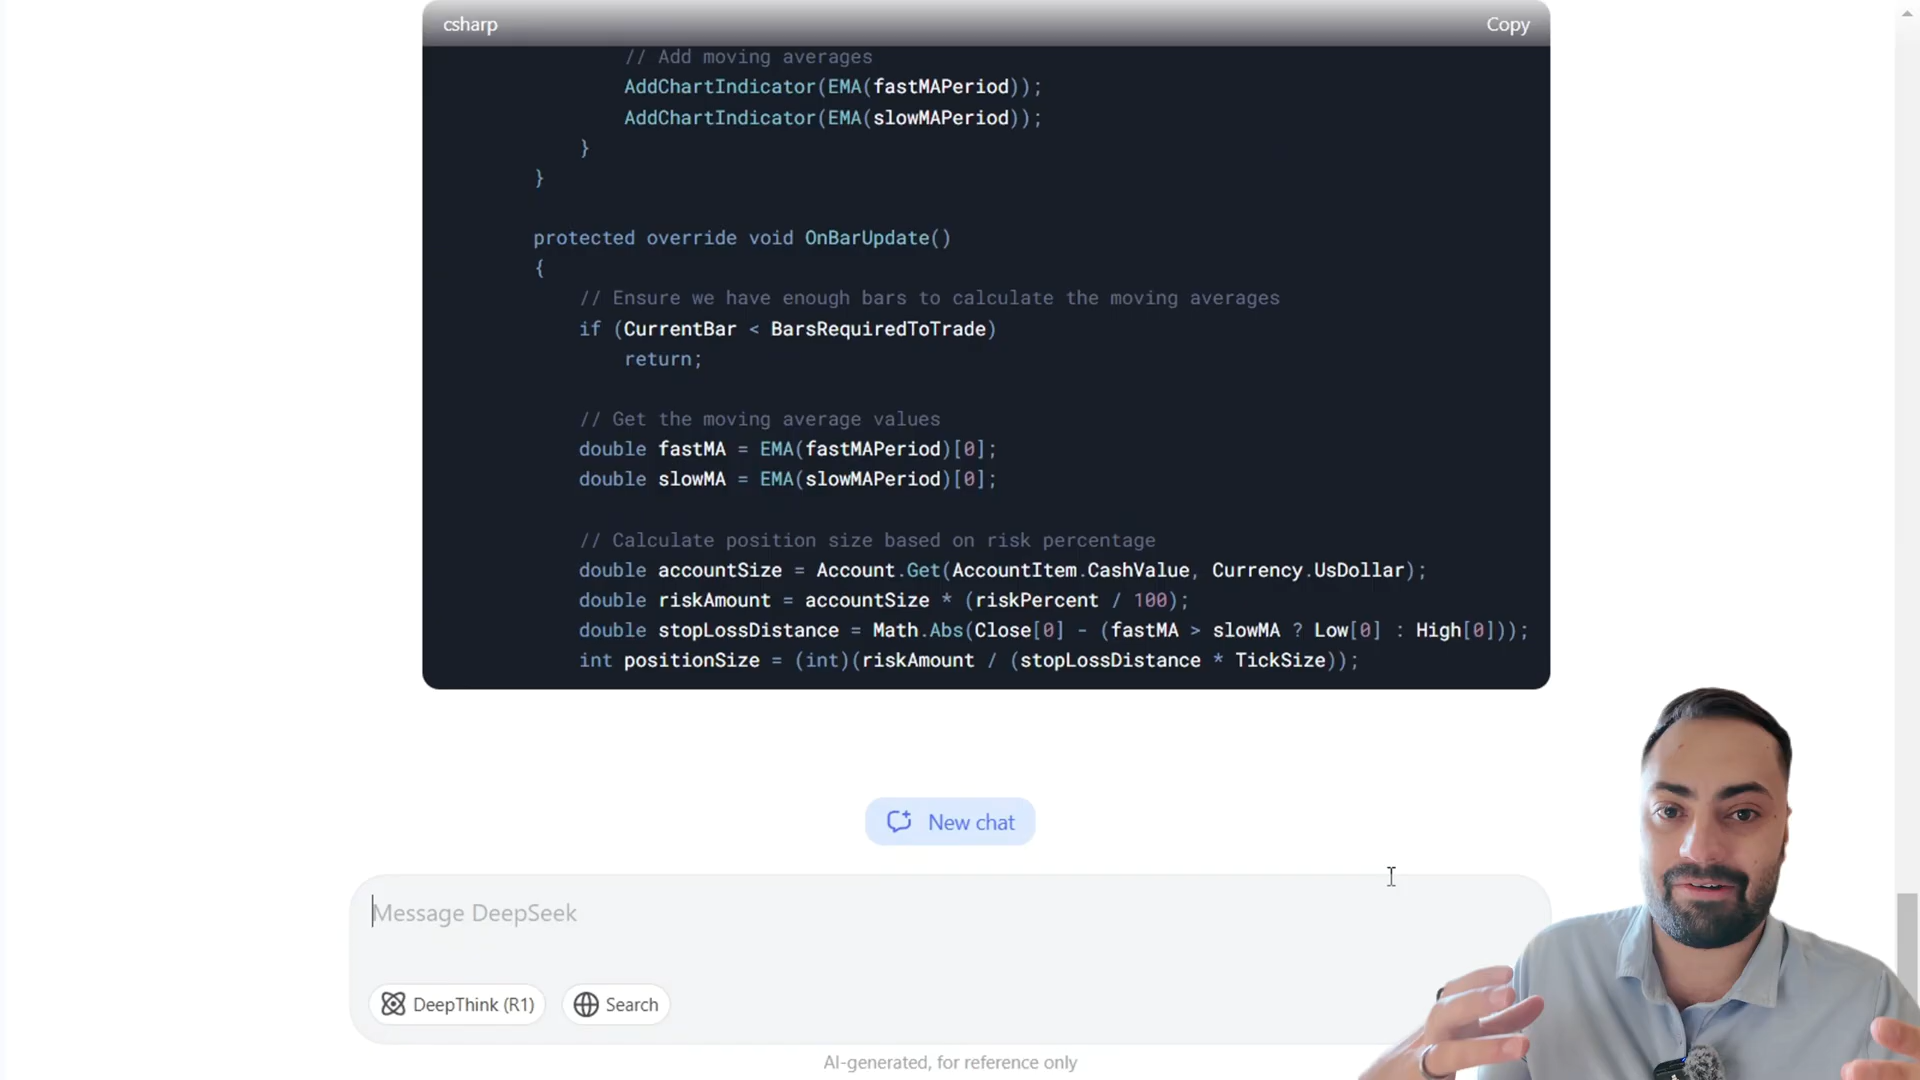 csharp
Copy
// Add moving averages
AddChartIndicator(EMA(fastMAPeriod));
AddChartIndicator(EMA(slowMAPeriod));
}
}
protected override void OnBarUpdate()
{
// Ensure we have enough bars to calculate the moving averages
if (CurrentBar < BarsRequiredToTrade)
return;
// Get the moving average values
double fastMA = EMA(fastMAPeriod)[0];
double slowMA = EMA(slowMAPeriod)[0];
// Calculate position size based on risk percentage
double accountSize = Account.Get(AccountItem.CashValue, Currency.UsDollar);
double riskAmount = accountSize * (riskPercent / 100);
double stopLossDistance = Math.Abs(Close[0] - (fastMA > slowMA ? Low[0] : High[0]));
int positionSize = (int)(riskAmount / (stopLossDistance * TickSize));
New chat
Message DeepSeek
DeepThink (R1)
Search
AI-generated, for reference only